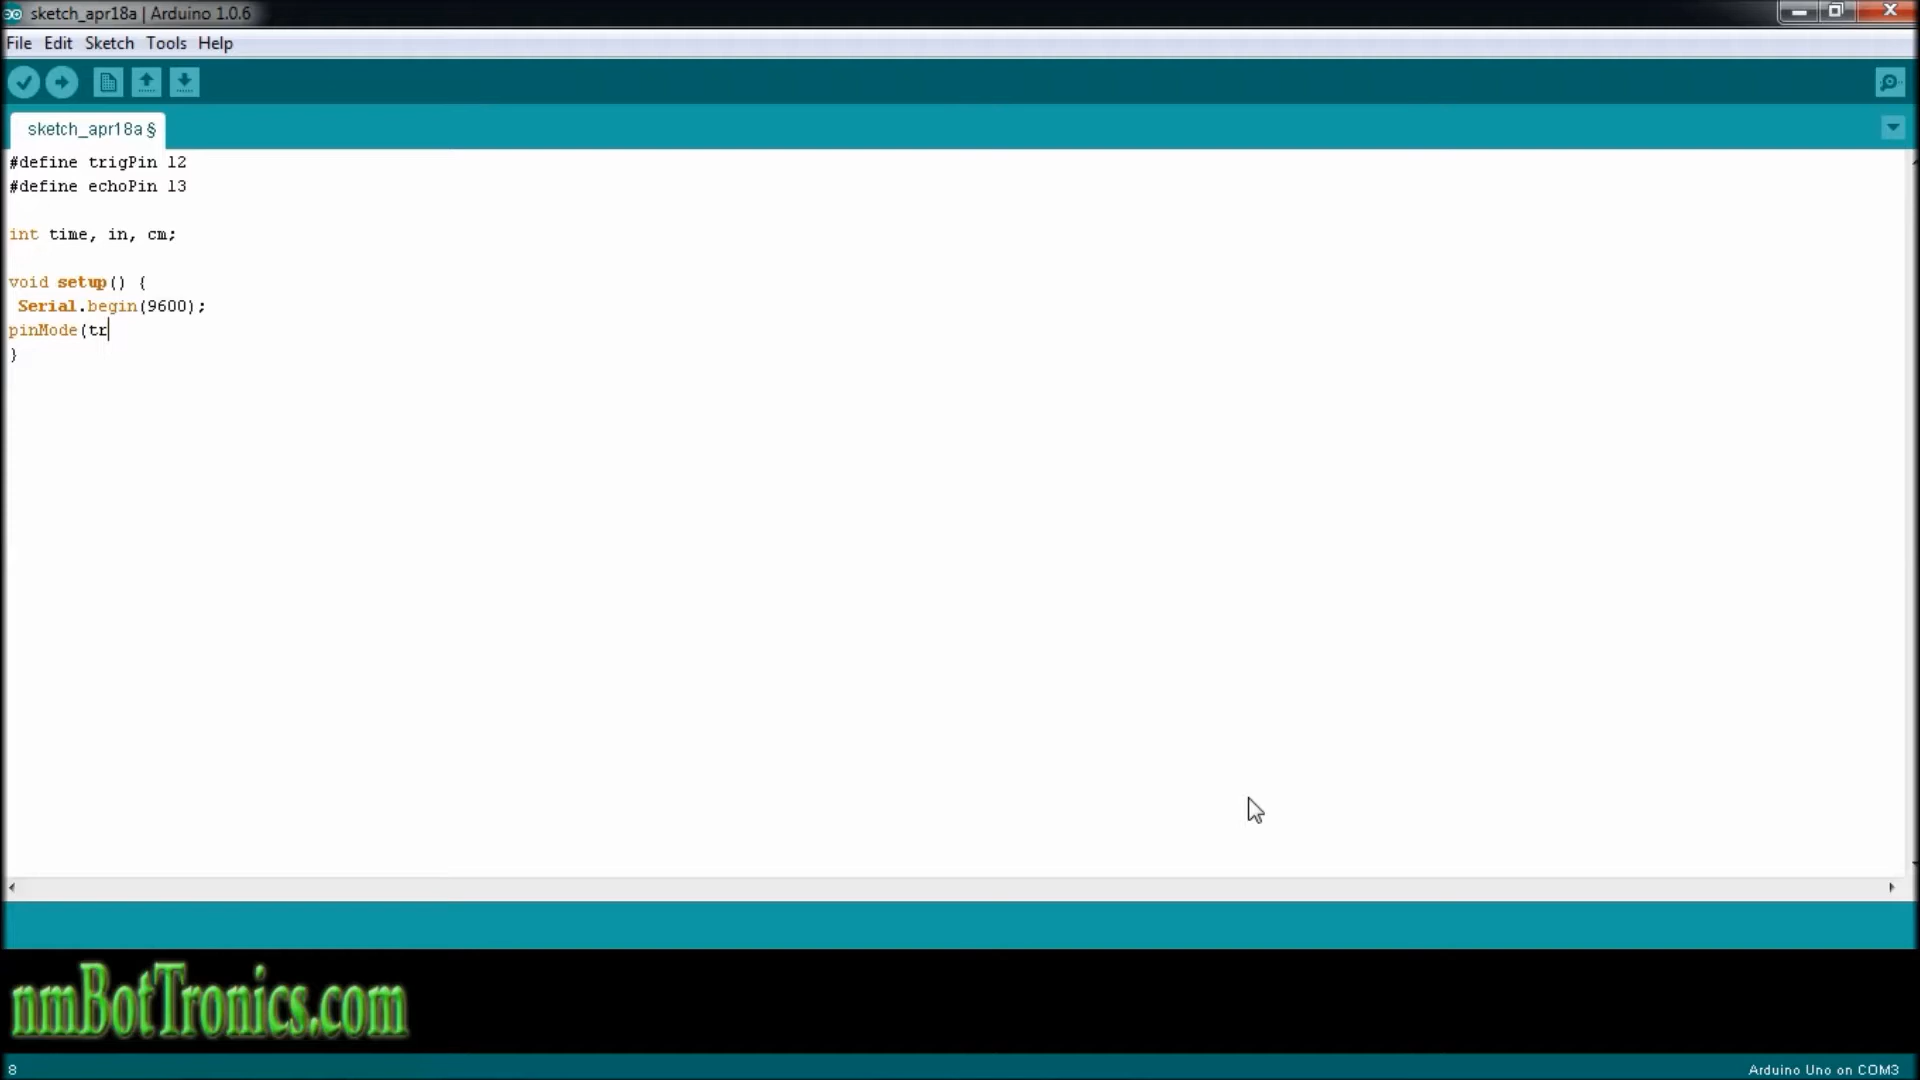 sketch_apr18a | Arduino 1.0.6
File Edit Sketch Tools Help
sketch_apr18a §
#define trigPin 12
#define echoPin 13
int time, in, cm;
void setup() {
Serial.begin(9600);
pinMode(tr
}
nmBotTronics.com
8
Arduino Uno on COM3